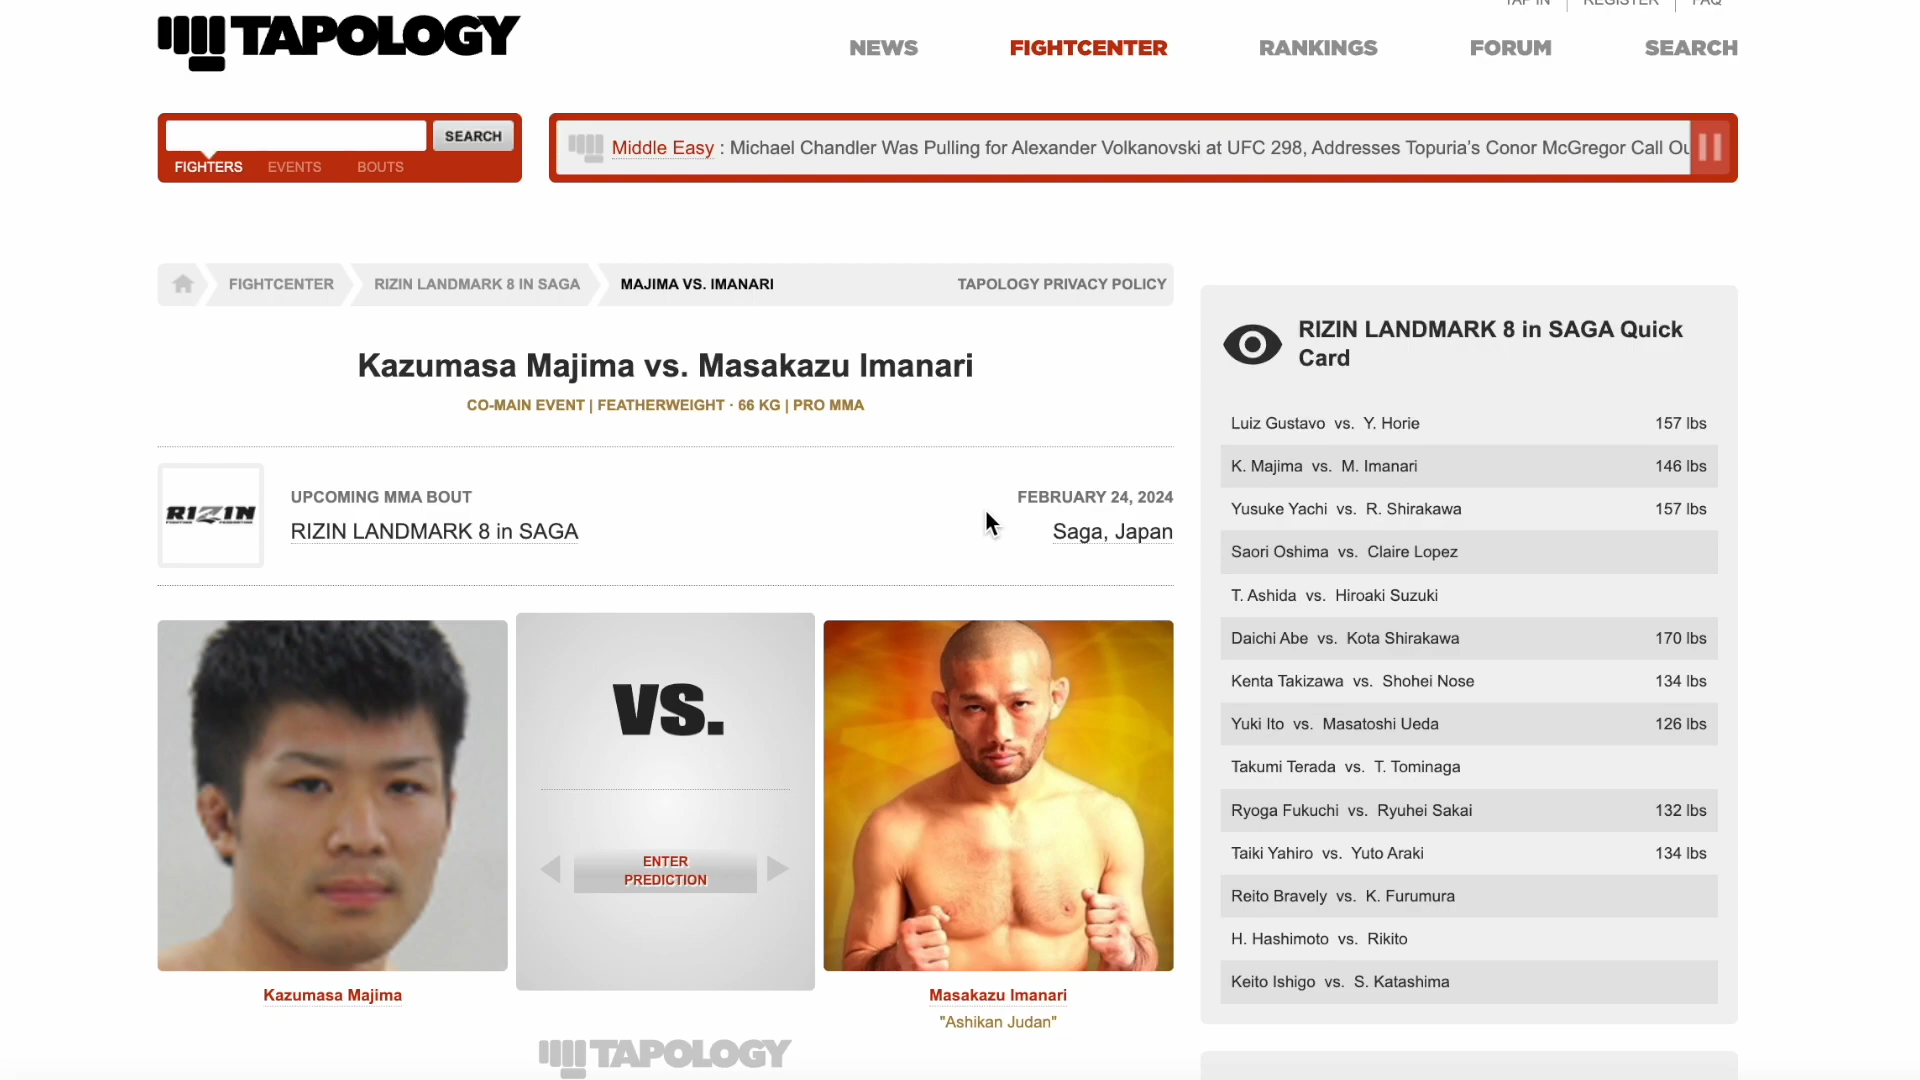 TAPOLOGY
TAP IN
REGISTER
FAQ
NEWS
FIGHTCENTER
RANKINGS
FORUM
SEARCH
SEARCH
FIGHTERS
EVENTS
BOUTS
Middle Easy : Michael Chandler Was Pulling for Alexander Volkanovski at UFC 298, Addresses Topuria's Conor McGregor Call Ou
FIGHTCENTER
RIZIN LANDMARK 8 IN SAGA
MAJIMA VS. IMANARI
TAPOLOGY PRIVACY POLICY
Kazumasa Majima vs. Masakazu Imanari
CO-MAIN EVENT | FEATHERWEIGHT · 66 KG | PRO MMA
RIZIN
UPCOMING MMA BOUT
RIZIN LANDMARK 8 in SAGA
FEBRUARY 24, 2024
Saga, Japan
VS.
ENTER
PREDICTION
Kazumasa Majima
Masakazu Imanari
"Ashikan Judan"
TAPOLOGY
RIZIN LANDMARK 8 in SAGA Quick
Card
Luiz Gustavo vs. Y. Horie 157 lbs
K. Majima vs. M. Imanari 146 lbs
Yusuke Yachi vs. R. Shirakawa 157 lbs
Saori Oshima vs. Claire Lopez
T. Ashida vs. Hiroaki Suzuki
Daichi Abe vs. Kota Shirakawa 170 lbs
Kenta Takizawa vs. Shohei Nose 134 lbs
Yuki Ito vs. Masatoshi Ueda 126 lbs
Takumi Terada vs. T. Tominaga
Ryoga Fukuchi vs. Ryuhei Sakai 132 lbs
Taiki Yahiro vs. Yuto Araki 134 lbs
Reito Bravely vs. K. Furumura
H. Hashimoto vs. Rikito
Keito Ishigo vs. S. Katashima